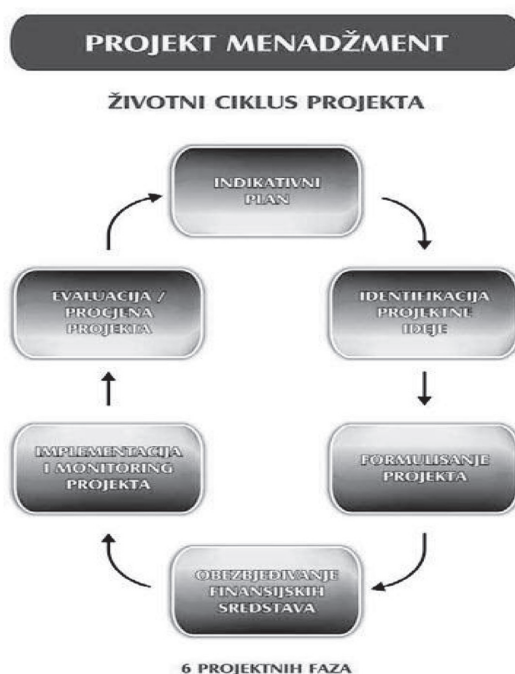 PROJEKT MENADŽMENT
ŽIVOTNI CIKLUS PROJEKTA
INDIKATIVNI
PLAN
IDENTIFIKACIJA
PROJEKTNE
IDEJE
FORMULISANJE
PROJEKTA
OBEZBJEĐIVANJE
FINANSIJSKIH
SREDSTAVA
IMPLEMENTACIJA
I MONITORING
PROJEKTA
EVALUACIJA /
PROCJENA
PROJEKTA
6 PROJEKTNIH FAZA